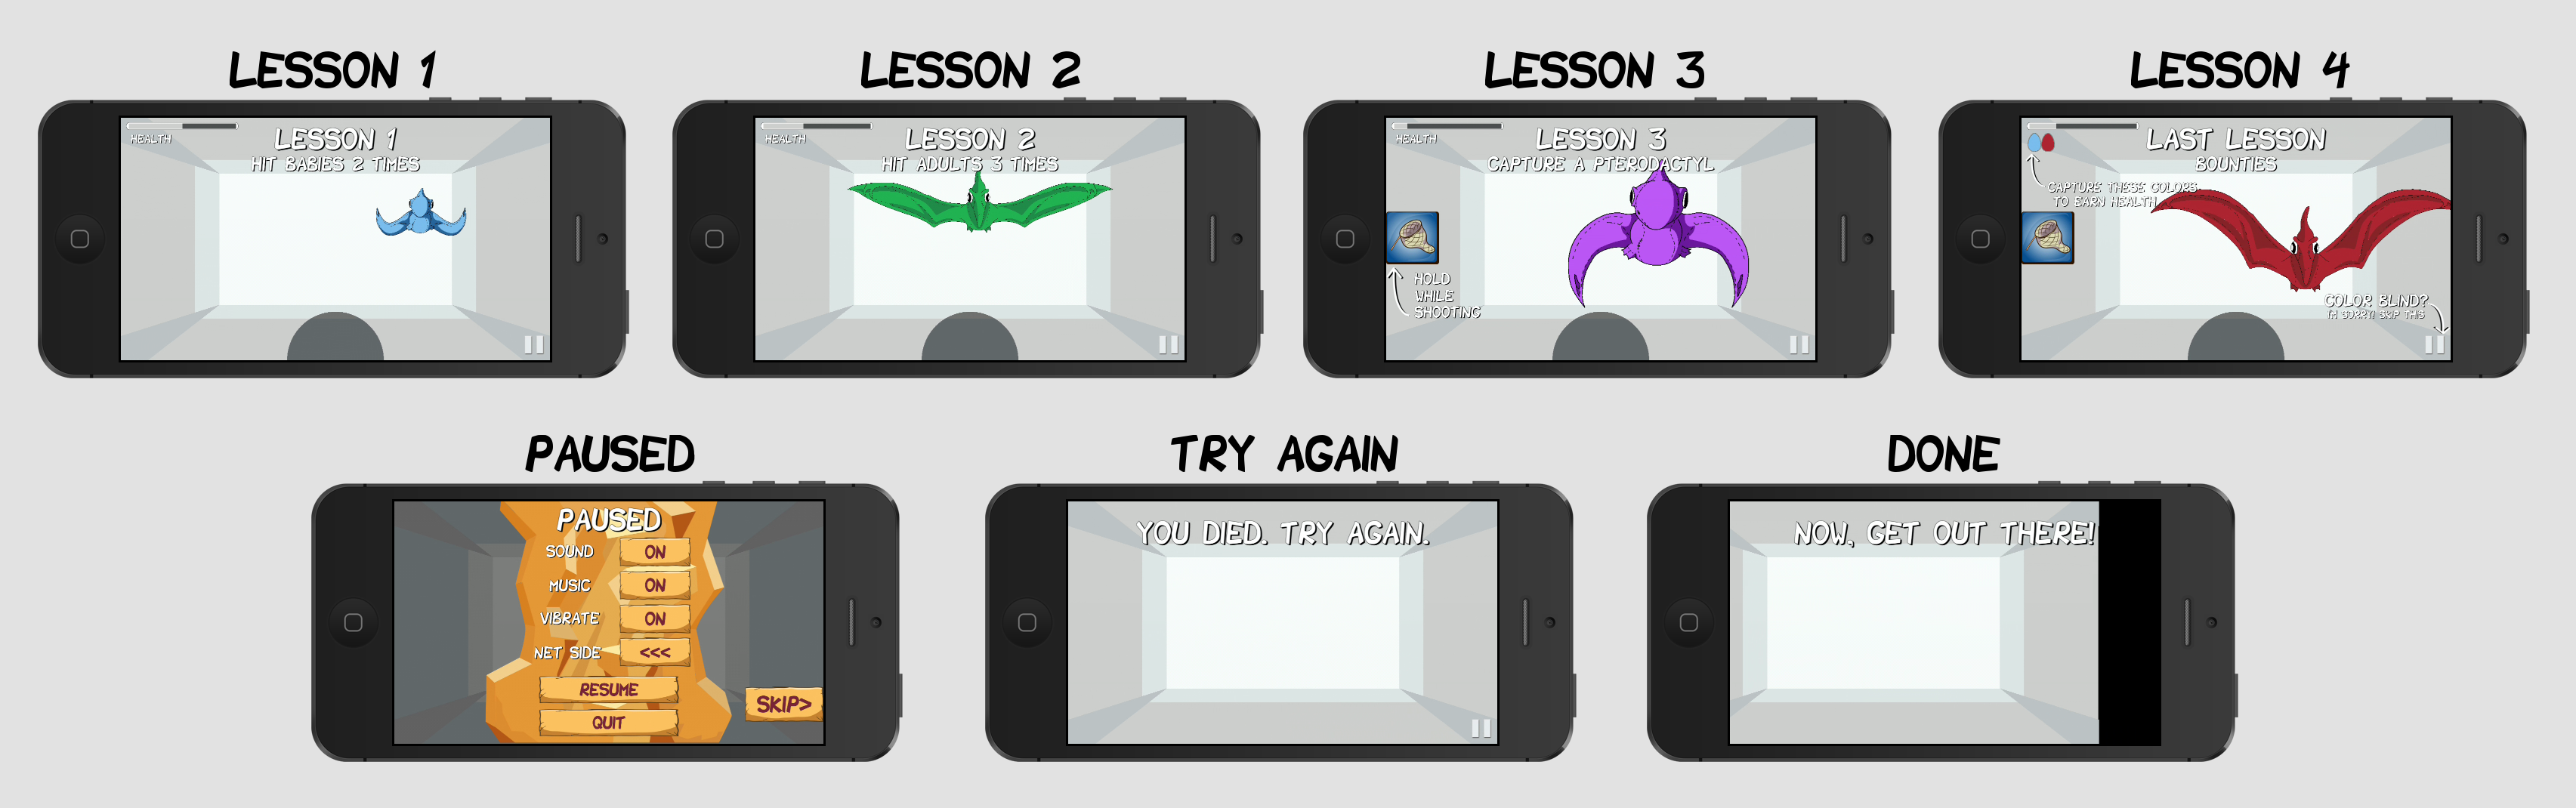 LESSON 1
LESSON 2
LESSON 3
LESSON 4
HEALTH
LESSON 1
HIT BABIES 2 TIMES
HEALTH
LESSON 2
HIT ADULTS 3 TIMES
HEALTH
LESSON 3
CAPTURE A PTERODACTYL
HOLD
WHILE
SHOOTING
LAST LESSON
BOUNTIES
CAPTURE THESE COLORS
TO EARN HEALTH
COLOR BLIND?
I'M SORRY! SKIP THIS
PAUSED
TRY AGAIN
DONE
PAUSED
SOUND ON
MUSIC ON
VIBRATE ON
NET SIDE <<<
RESUME
QUIT
SKIP>
YOU DIED. TRY AGAIN.
NOW, GET OUT THERE!